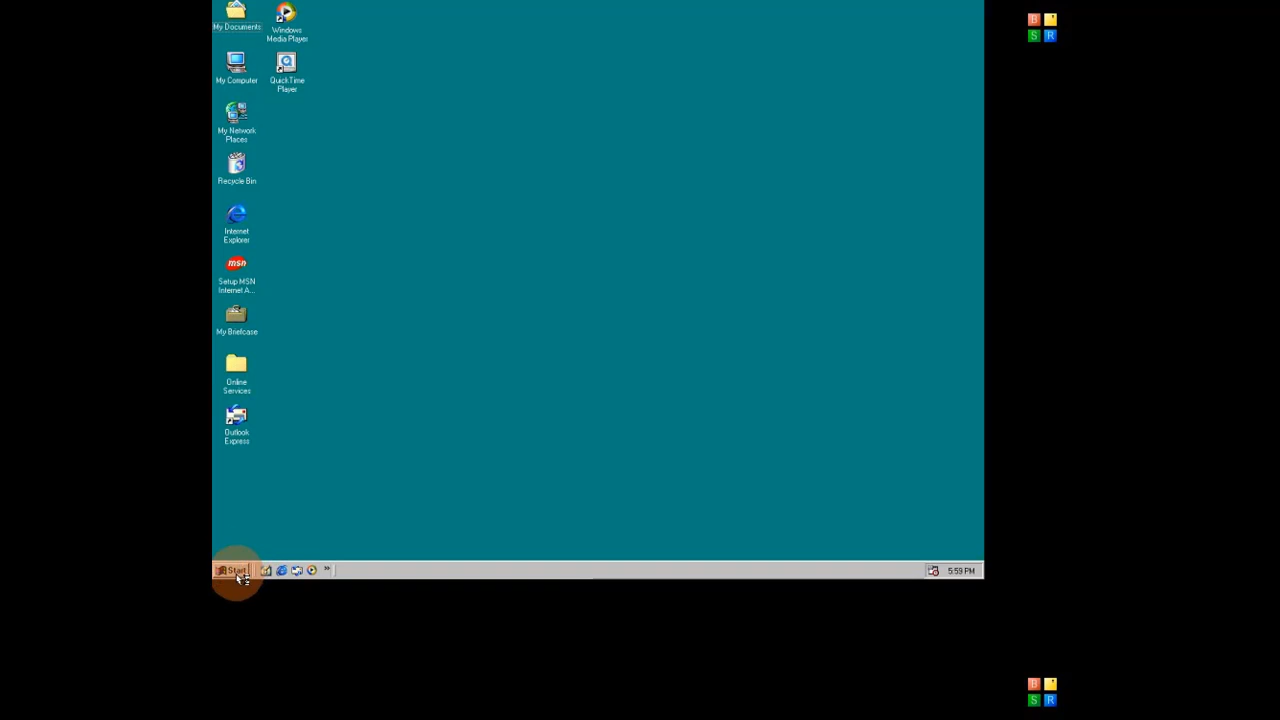 My Documents
Windows
Media Player
My Computer
QuickTime
Player
My Network
Places
Recycle Bin
Internet
Explorer
msn
Setup MSN
Internet A...
My Briefcase
Online
Services
Outlook
Express
Start
»
5:59 PM
B
S R
B
S R